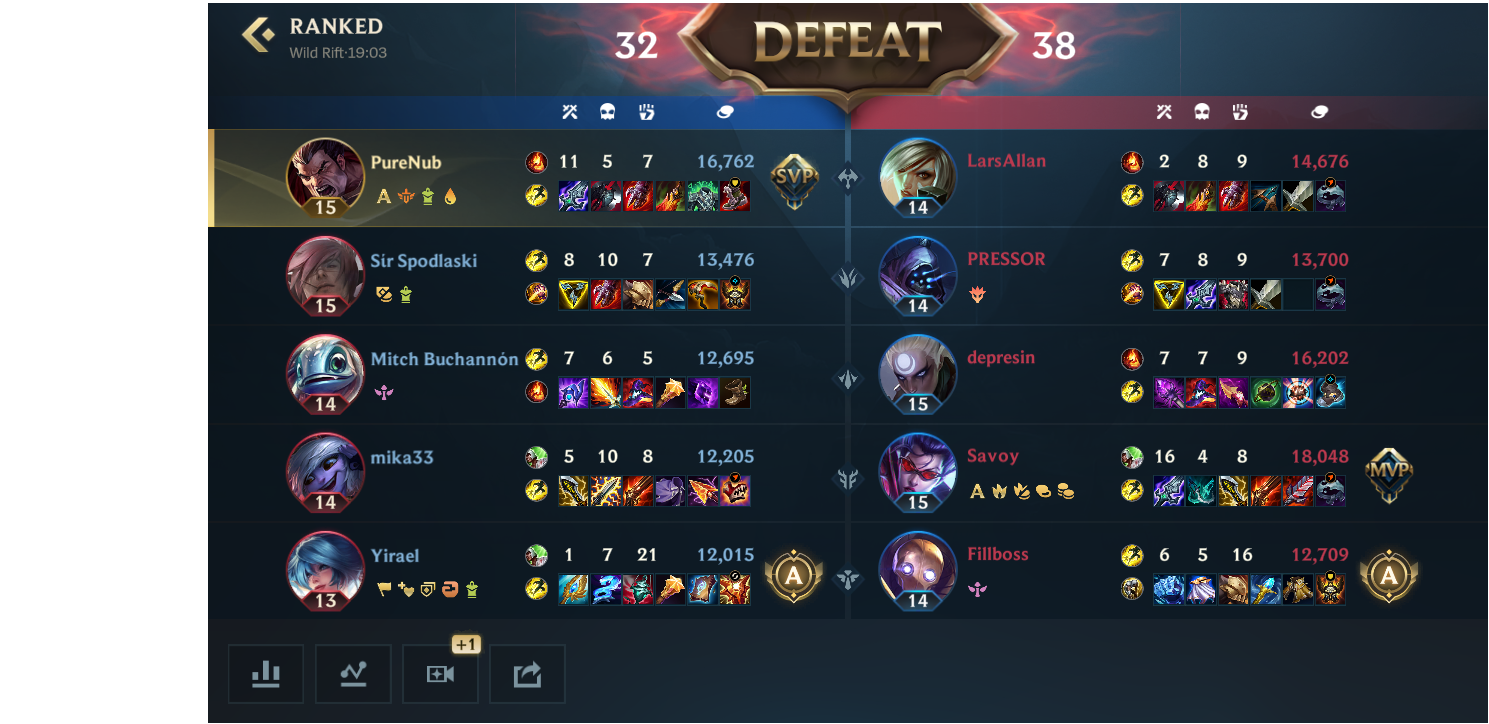 RANKED
Wild Rift·19:03
32 DEFEAT 38
PureNub 11 5 7 16,762 SVP
15 A
LarsAllan 2 8 9 14,676
14
Sir Spodlaski 8 10 7 13,476
15
PRESSOR 7 8 9 13,700
14
Mitch Buchannón 7 6 5 12,695
14
depresin 7 7 9 16,202
15
mika33 5 10 8 12,205
14
Savoy 16 4 8 18,048 MVP
15 A
Yirael 1 7 21 12,015 A
13
Fillboss 6 5 16 12,709 A
14
+1